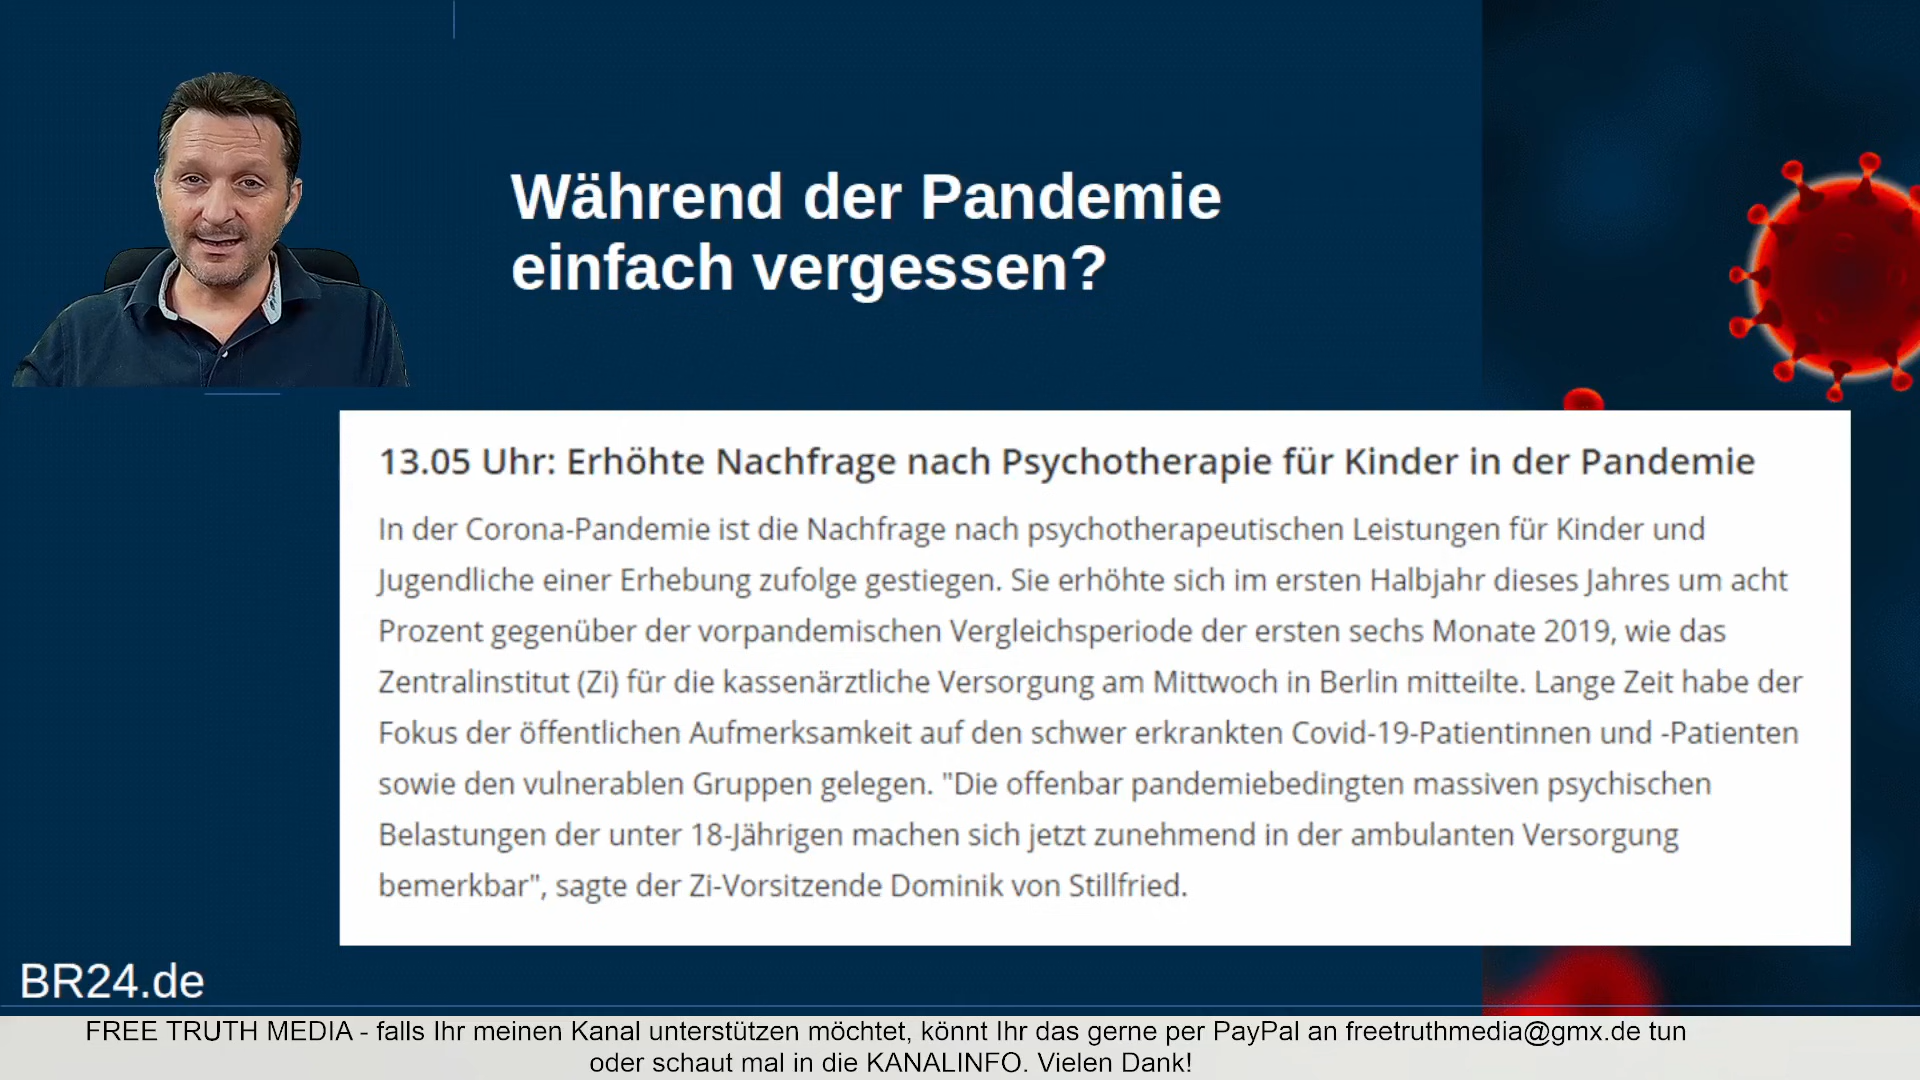 Während der Pandemie
einfach vergessen?
13.05 Uhr: Erhöhte Nachfrage nach Psychotherapie für Kinder in der Pandemie
In der Corona-Pandemie ist die Nachfrage nach psychotherapeutischen Leistungen für Kinder und
Jugendliche einer Erhebung zufolge gestiegen. Sie erhöhte sich im ersten Halbjahr dieses Jahres um acht
Prozent gegenüber der vorpandemischen Vergleichsperiode der ersten sechs Monate 2019, wie das
Zentralinstitut (Zi) für die kassenärztliche Versorgung am Mittwoch in Berlin mitteilte. Lange Zeit habe der
Fokus der öffentlichen Aufmerksamkeit auf den schwer erkrankten Covid-19-Patientinnen und -Patienten
sowie den vulnerablen Gruppen gelegen. "Die offenbar pandemiebedingten massiven psychischen
Belastungen der unter 18-Jährigen machen sich jetzt zunehmend in der ambulanten Versorgung
bemerkbar", sagte der Zi-Vorsitzende Dominik von Stillfried.
BR24.de
FREE TRUTH MEDIA - falls Ihr meinen Kanal unterstützen möchtet, könnt Ihr das gerne per PayPal an freetruthmedia@gmx.de tun
oder schaut mal in die KANALINFO. Vielen Dank!